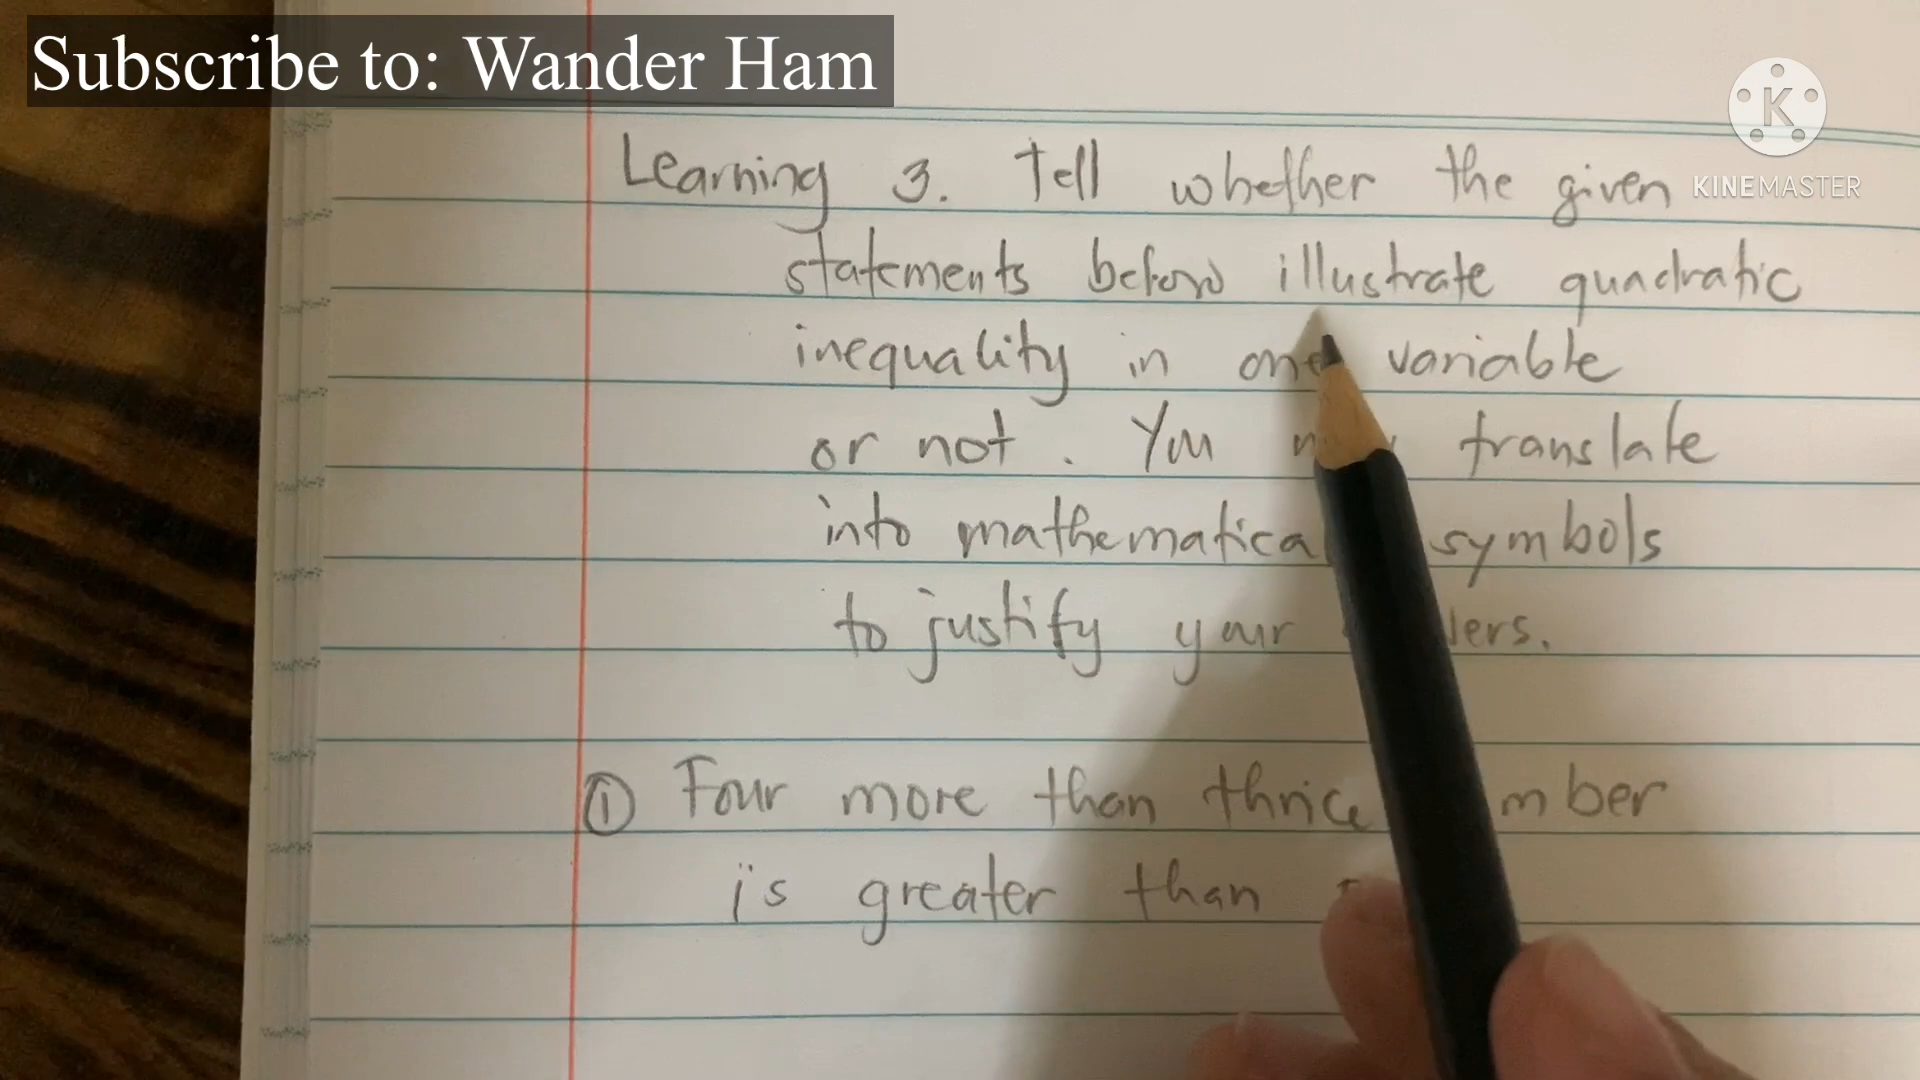 Subscribe to: Wander Ham
KINEMASTER
Learning 3. Tell whether the given
statements below illustrate quadratic
inequality in one variable
or not. You translate
into mathematical symbols
to justify your
① Four more than thrice
is greater than